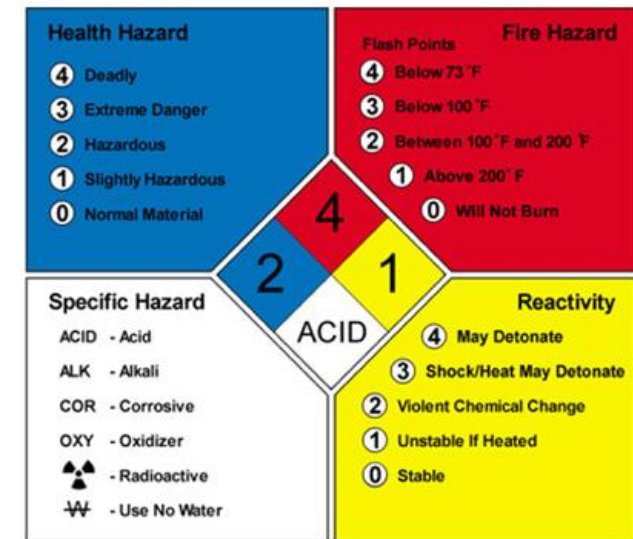 Health Hazard
4 Deadly
3 Extreme Danger
2 Hazardous
1 Slightly Hazardous
0 Normal Material
Fire Hazard
Flash Points
4 Below 73°F
3 Below 100°F
2 Between 100°F and 200°F
1 Above 200°F
0 Will Not Burn
4
2
1
ACID
Specific Hazard
ACID - Acid
ALK - Alkali
COR - Corrosive
OXY - Oxidizer
- Radioactive
W - Use No Water
Reactivity
4 May Detonate
3 Shock/Heat May Detonate
2 Violent Chemical Change
1 Unstable If Heated
0 Stable